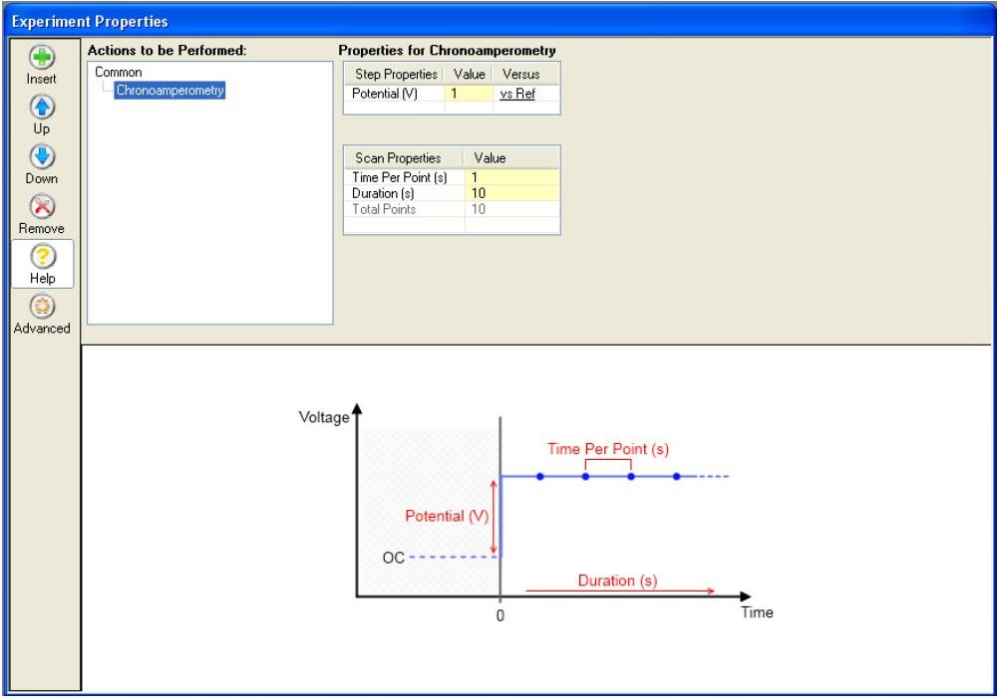 Experiment Properties
Insert
Up
Down
Remove
Help
Advanced
Actions to be Performed:
Common
Chronoamperometry
Properties for Chronoamperometry
Step Properties Value Versus
Potential (V) 1 vs Ref
Scan Properties Value
Time Per Point (s) 1
Duration (s) 10
Total Points 10
Voltage
Time Per Point (s)
Potential (V)
OC
Duration (s)
0
Time